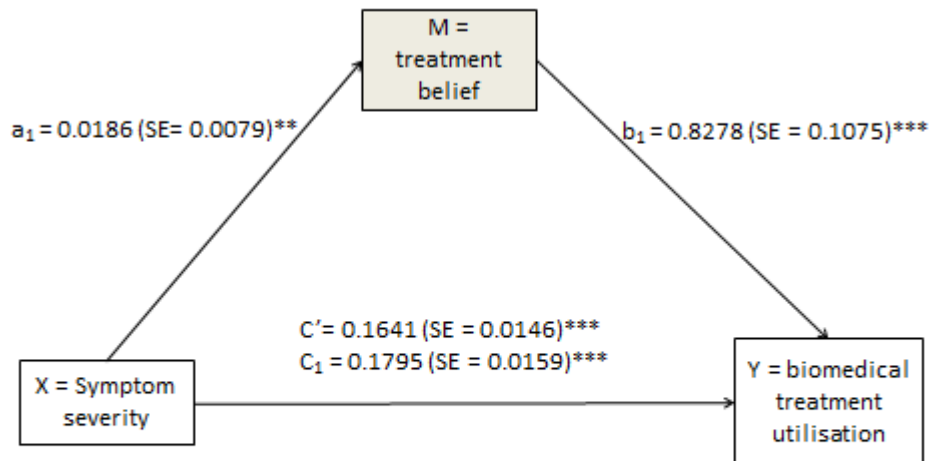 M =
treatment
belief
a₁ = 0.0186 (SE= 0.0079)**
b₁ = 0.8278 (SE = 0.1075)***
C′= 0.1641 (SE = 0.0146)***
C₁ = 0.1795 (SE = 0.0159)***
X = Symptom
severity
Y = biomedical
treatment
utilisation